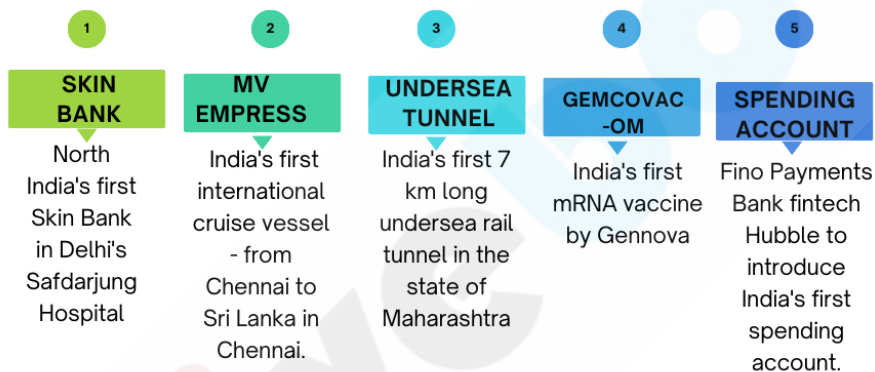 1
SKIN
BANK
North
India's first
Skin Bank
in Delhi's
Safdarjung
Hospital
2
MV
EMPRESS
India's first
international
cruise vessel
- from
Chennai to
Sri Lanka in
Chennai.
3
UNDERSEA
TUNNEL
India's first 7
km long
undersea rail
tunnel in the
state of
Maharashtra
4
GEMCOVAC
-OM
India's first
mRNA vaccine
by Gennova
5
SPENDING
ACCOUNT
Fino Payments
Bank fintech
Hubble to
introduce
India's first
spending
account.